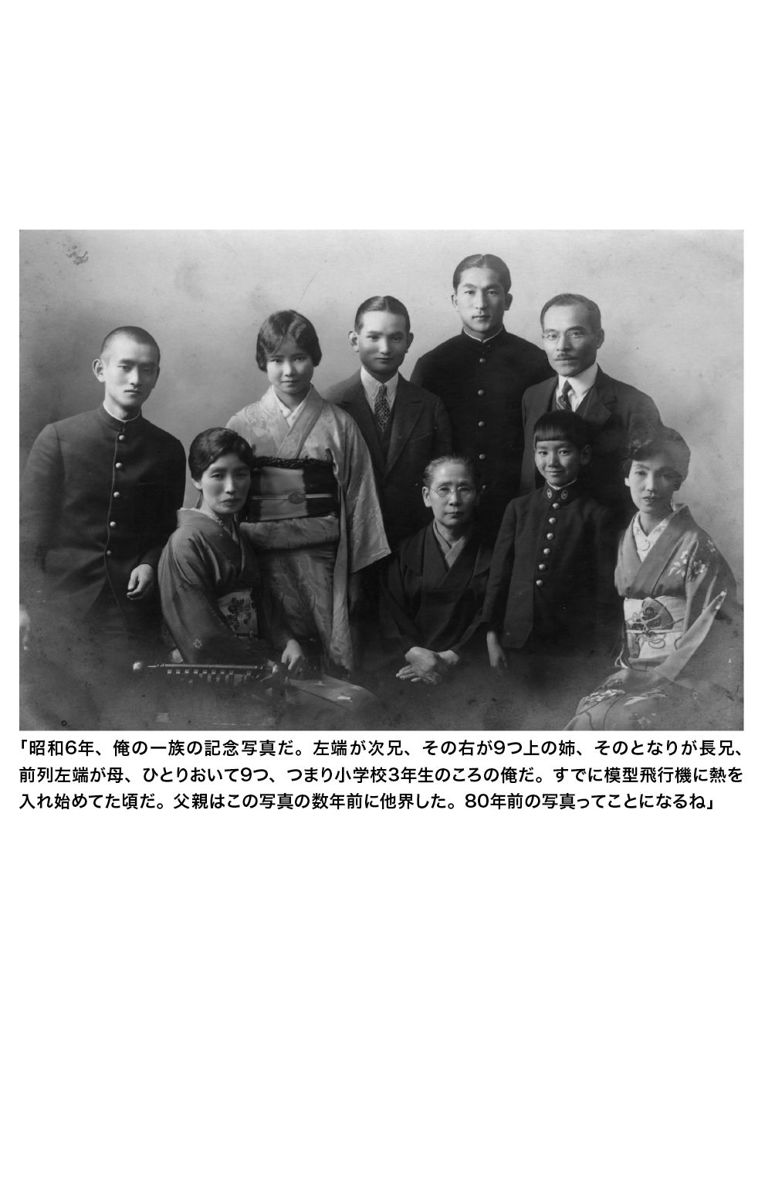 「昭和6年、俺の一族の記念写真だ。左端が次兄、その右が9つ上の姉、そのとなりが長兄、
前列左端が母、ひとりおいて9つ、つまり小学校3年生のころの俺だ。すでに模型飛行機に熱を
入れ始めてた頃だ。父親はこの写真の数年前に他界した。80年前の写真ってことになるね」